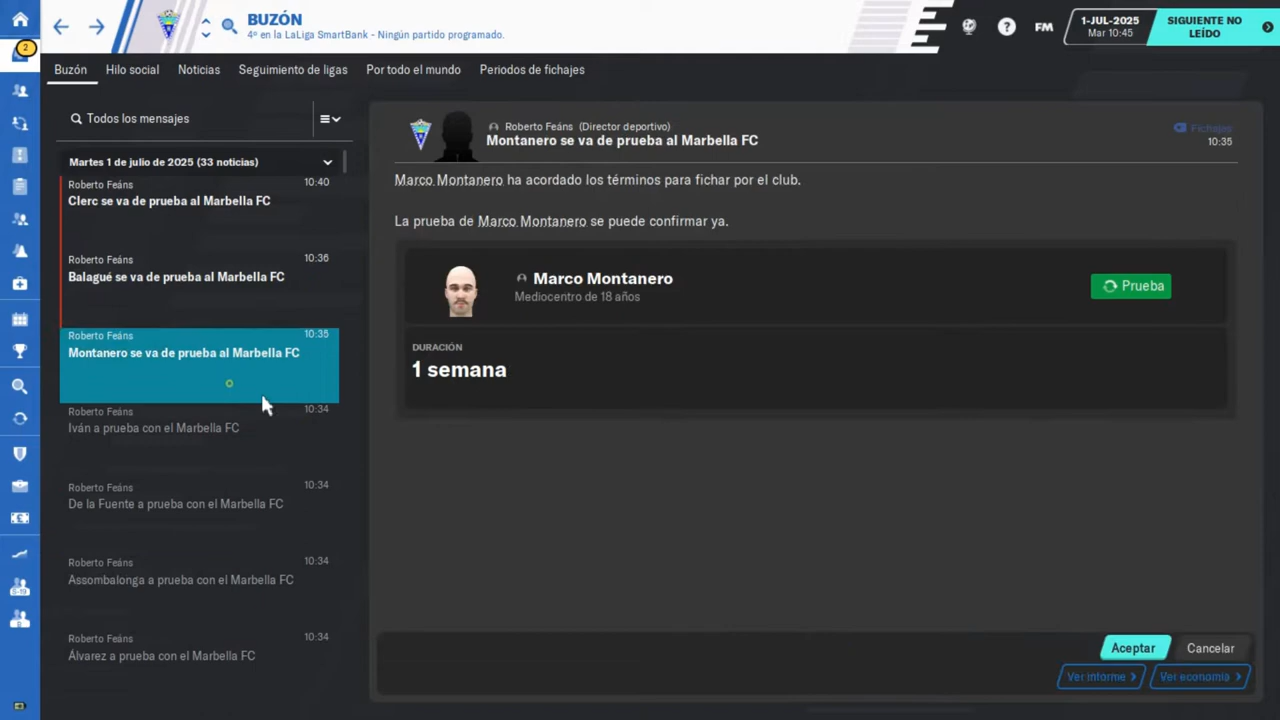 BUZÓN
4º en la LaLiga SmartBank - Ningún partido programado.
FM
1-JUL-2025
Mar 10:45
SIGUIENTE NO
LEÍDO
2
Buzón
Hilo social
Noticias
Seguimiento de ligas
Por todo el mundo
Periodos de fichajes
Todos los mensajes
Martes 1 de julio de 2025 (33 noticias)
Roberto Feáns 10:40
Clerc se va de prueba al Marbella FC
Roberto Feáns 10:36
Balagué se va de prueba al Marbella FC
Roberto Feáns 10:35
Montanero se va de prueba al Marbella FC
Roberto Feáns 10:34
Iván a prueba con el Marbella FC
Roberto Feáns 10:34
De la Fuente a prueba con el Marbella FC
Roberto Feáns 10:34
Assombalonga a prueba con el Marbella FC
Roberto Feáns 10:34
Álvarez a prueba con el Marbella FC
Roberto Feáns (Director deportivo)
Montanero se va de prueba al Marbella FC
Fichajes
10:35
Marco Montanero ha acordado los términos para fichar por el club.
La prueba de Marco Montanero se puede confirmar ya.
Marco Montanero
Mediocentro de 18 años
Prueba
DURACIÓN
1 semana
Aceptar
Cancelar
Ver informe
Ver economía